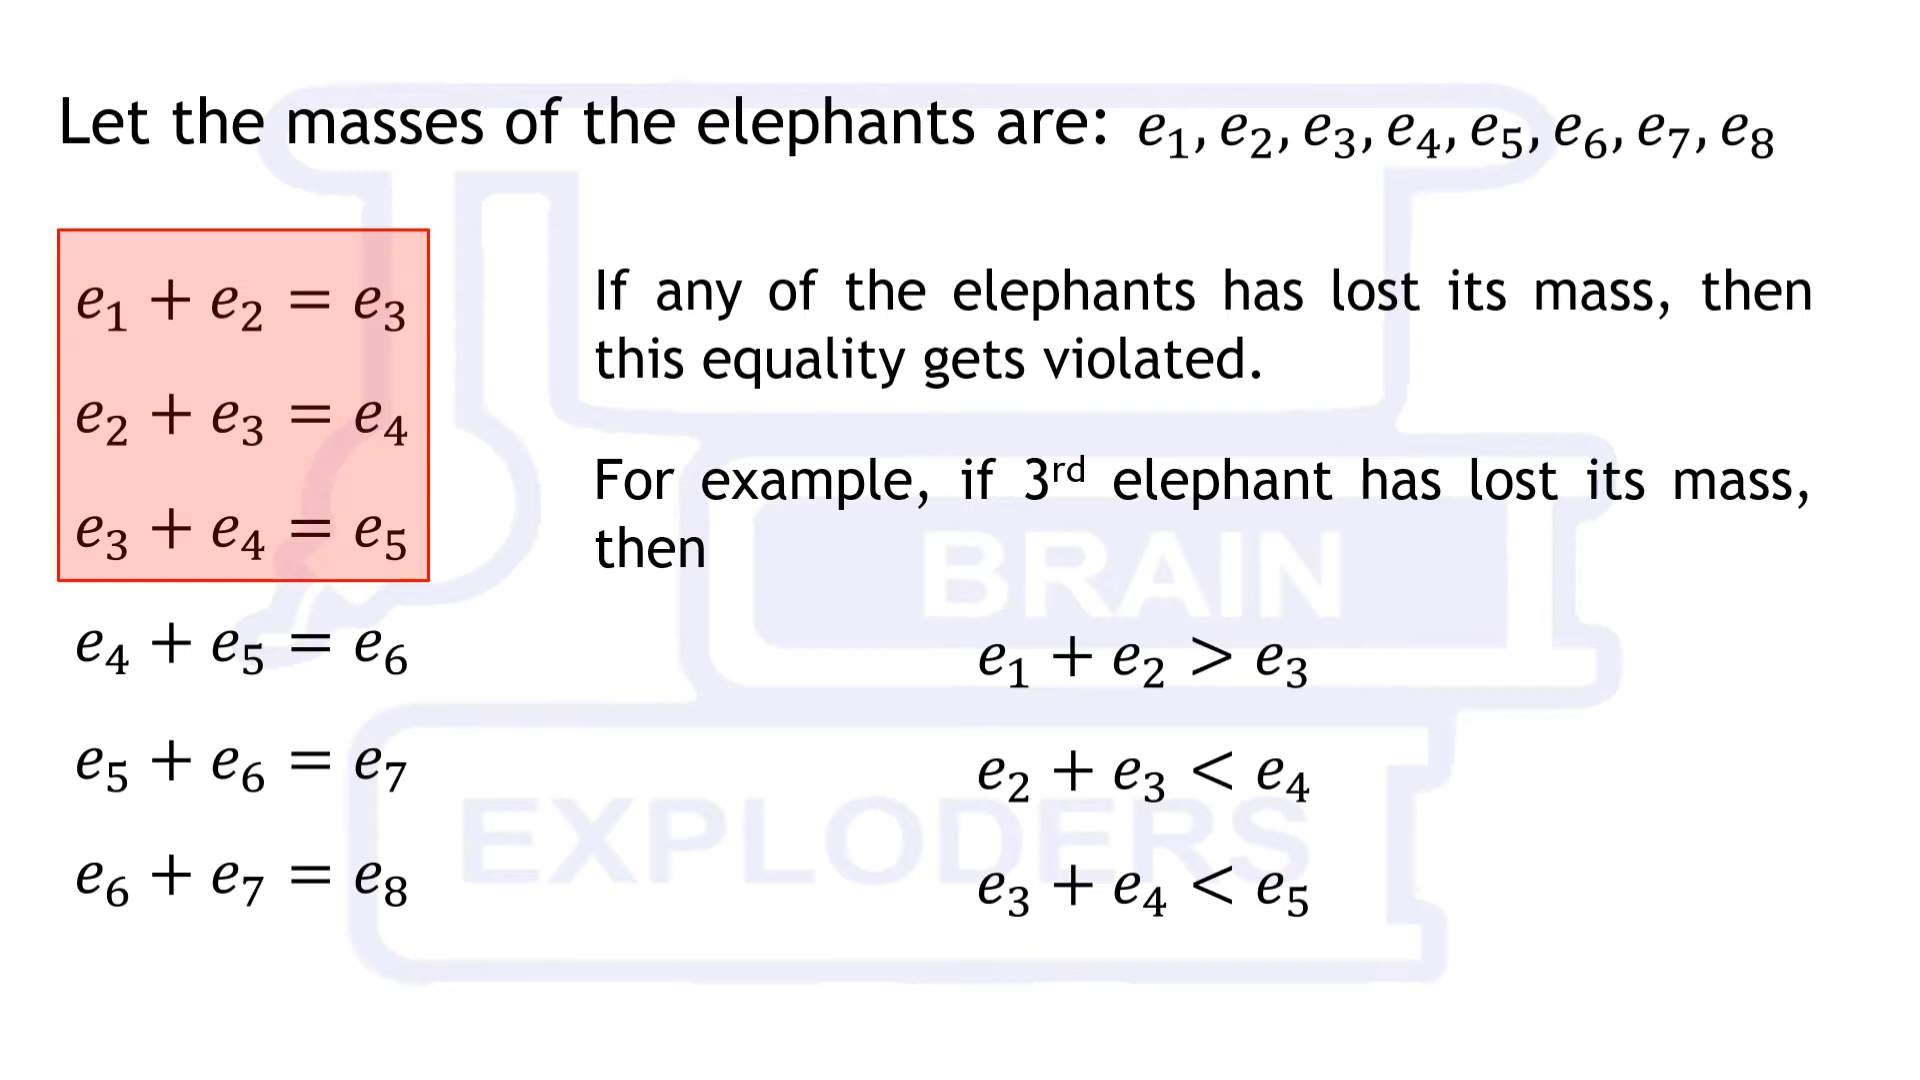 Let the masses of the elephants are: e₁, e₂, e₃, e₄, e₅, e₆, e₇, e₈
e₁ + e₂ = e₃
e₂ + e₃ = e₄
e₃ + e₄ = e₅
e₄ + e₅ = e₆
e₅ + e₆ = e₇
e₆ + e₇ = e₈
If any of the elephants has lost its mass, then
this equality gets violated.
For example, if 3ʳᵈ elephant has lost its mass,
then
e₁ + e₂ > e₃
e₂ + e₃ < e₄
e₃ + e₄ < e₅
BRAIN
EXPLODERS